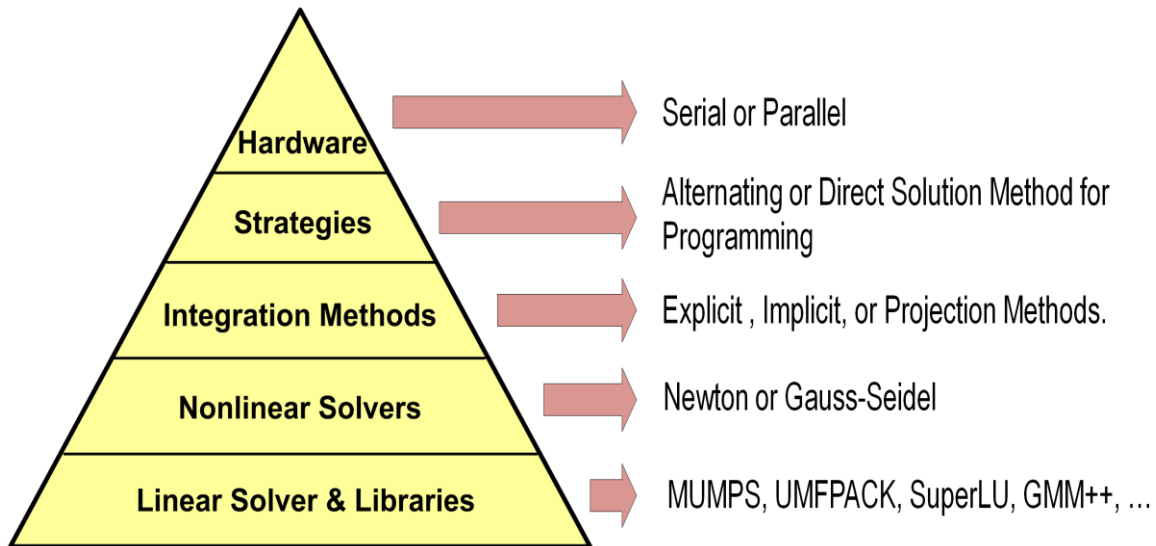 Hardware
Serial or Parallel
Strategies
Alternating or Direct Solution Method for
Programming
Integration Methods
Explicit , Implicit, or Projection Methods.
Nonlinear Solvers
Newton or Gauss-Seidel
Linear Solver & Libraries
MUMPS, UMFPACK, SuperLU, GMM++, ...